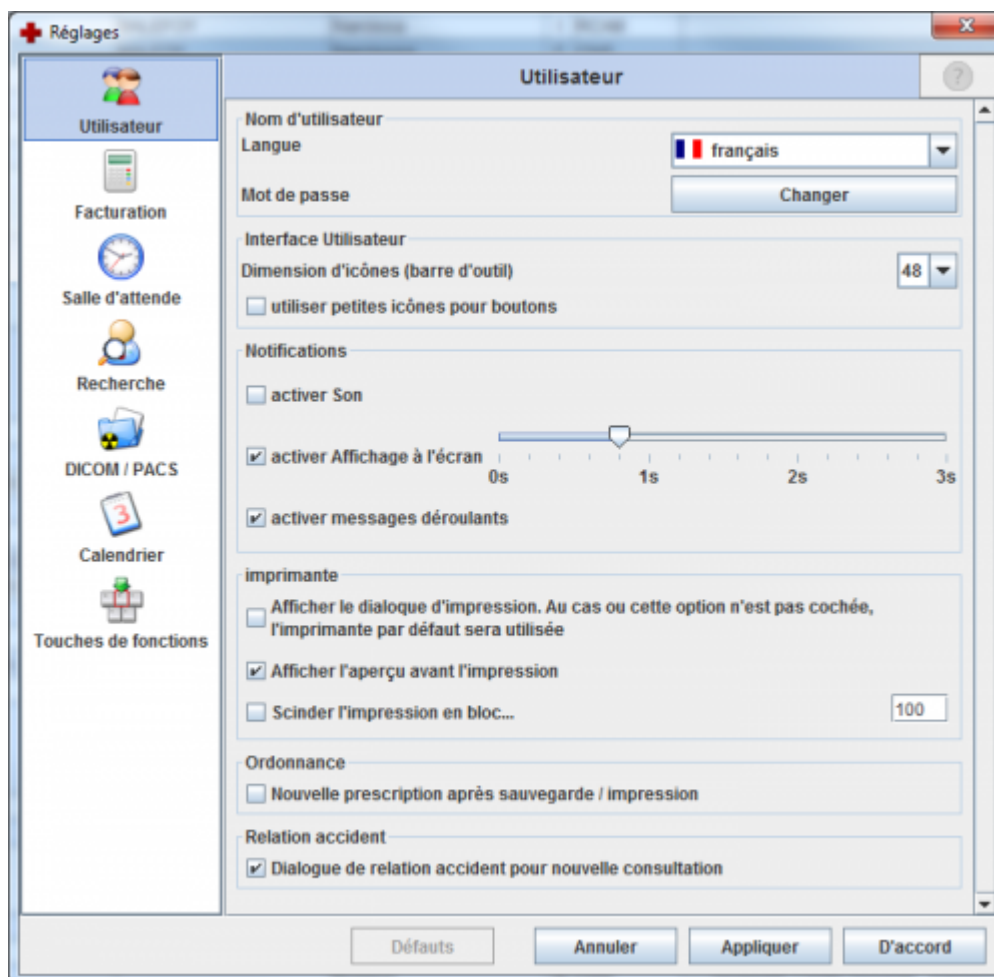 Réglages
Utilisateur
Utilisateur
Facturation
Salle d'attende
Recherche
DICOM / PACS
3
Calendrier
Touches de fonctions
?
Nom d'utilisateur
Langue
français
Mot de passe
Changer
Interface Utilisateur
Dimension d'icônes (barre d'outil)
48
utiliser petites icônes pour boutons
Notifications
activer Son
activer Affichage à l'écran
0s 1s 2s 3s
activer messages déroulants
imprimante
Afficher le dialoque d'impression. Au cas ou cette option n'est pas cochée,
l'imprimante par défaut sera utilisée
Afficher l'aperçu avant l'impression
Scinder l'impression en bloc...
100
Ordonnance
Nouvelle prescription après sauvegarde / impression
Relation accident
Dialogue de relation accident pour nouvelle consultation
Défauts
Annuler
Appliquer
D'accord